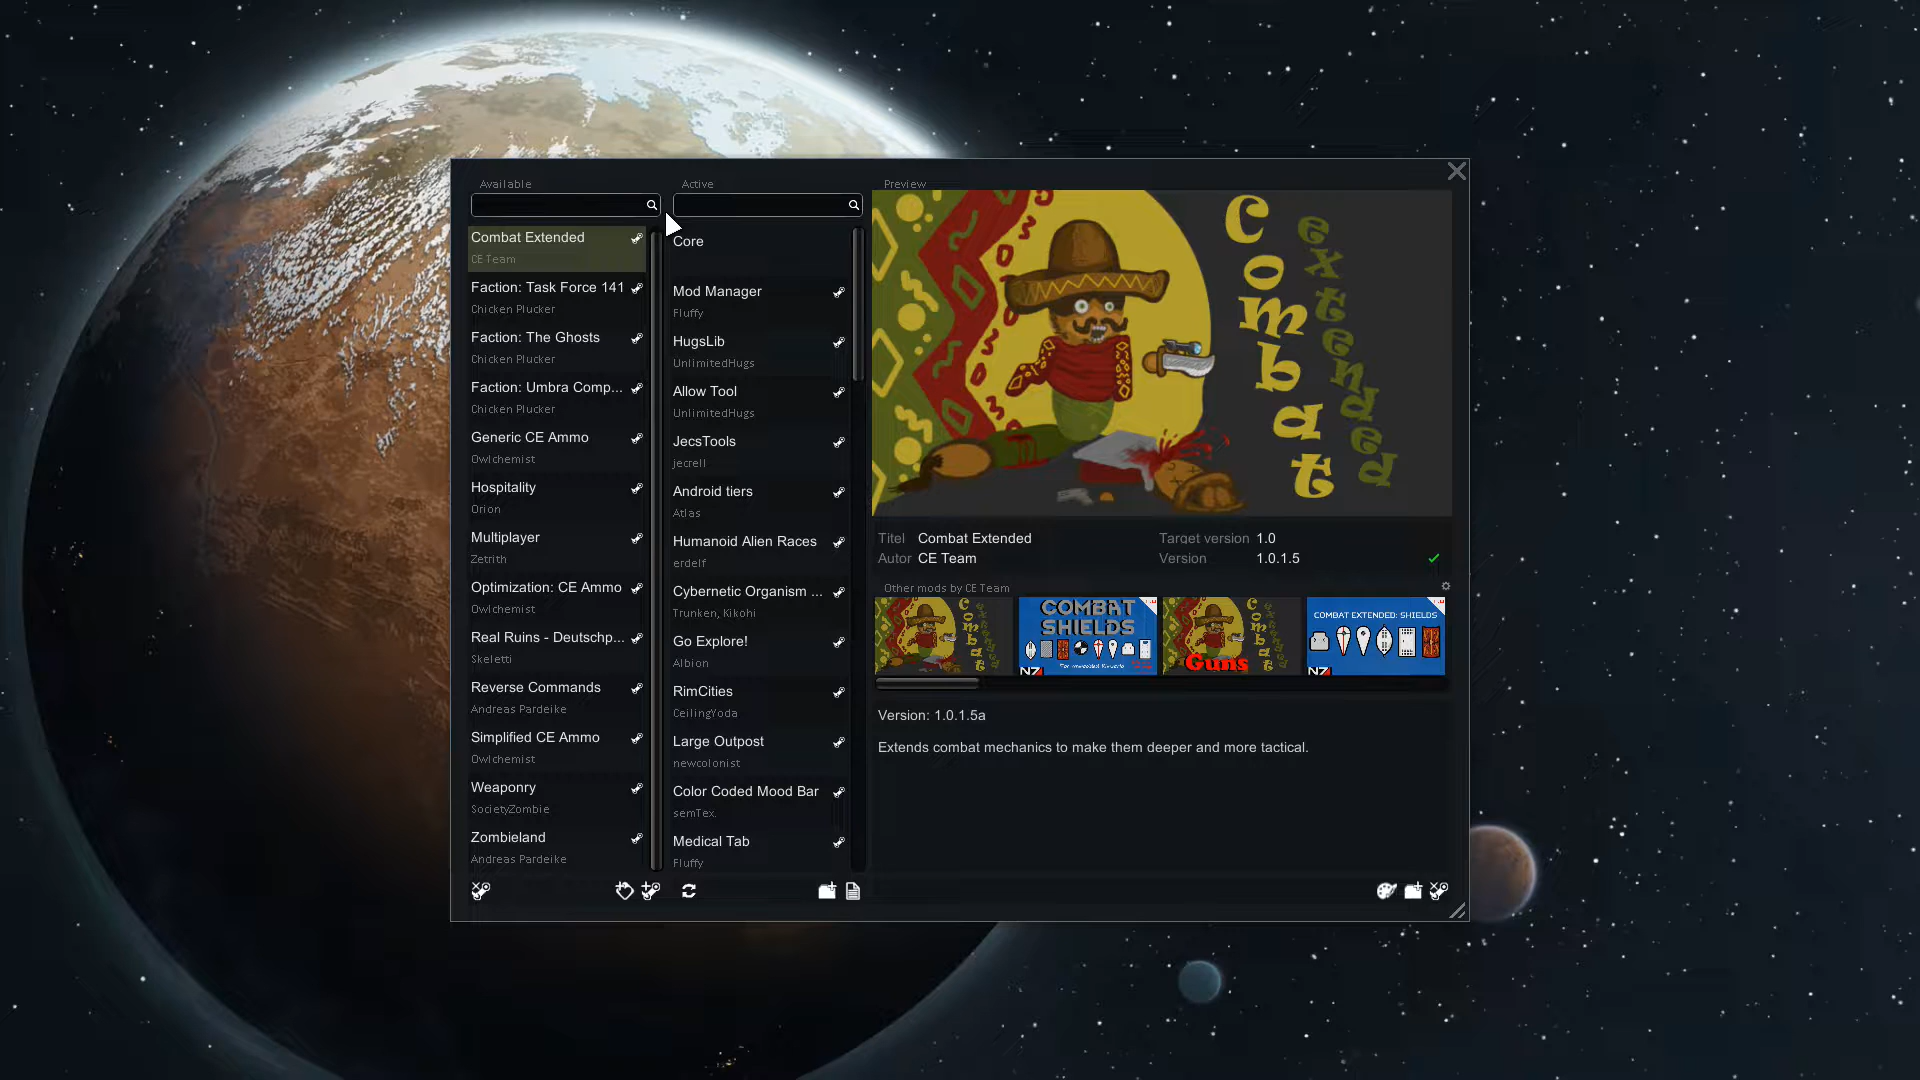 Available
Combat Extended
CE Team
Faction: Task Force 141
Chicken Plucker
Faction: The Ghosts
Chicken Plucker
Faction: Umbra Comp...
Chicken Plucker
Generic CE Ammo
Owlchemist
Hospitality
Orion
Multiplayer
Zetrith
Optimization: CE Ammo
Owlchemist
Real Ruins - Deutschp...
Skeletti
Reverse Commands
Andreas Pardeike
Simplified CE Ammo
Owlchemist
Weaponry
SocietyZombie
Zombieland
Andreas Pardeike
Active
Core
Mod Manager
Fluffy
HugsLib
UnlimitedHugs
Allow Tool
UnlimitedHugs
JecsTools
jecrell
Android tiers
Atlas
Humanoid Alien Races
erdelf
Cybernetic Organism ...
Trunken, Kikohi
Go Explore!
Albion
RimCities
CeilingYoda
Large Outpost
newcolonist
Color Coded Mood Bar
semTex.
Medical Tab
Fluffy
Preview
Combat
extended
Titel Combat Extended
Target version 1.0
Autor CE Team
Version 1.0.1.5
Other mods by CE Team
Combat
extended
COMBAT
SHIELDS
Combat
extended
Guns
COMBAT EXTENDED: SHIELDS
Version: 1.0.1.5a
Extends combat mechanics to make them deeper and more tactical.